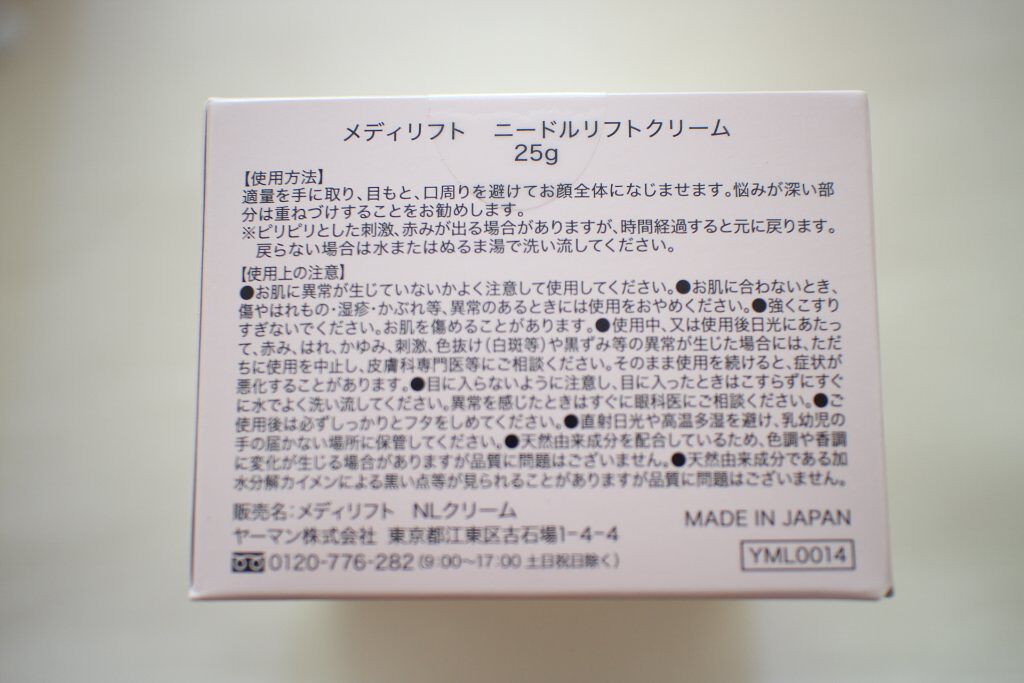 メディリフト　ニードルリフトクリーム
25g
【使用方法】
適量を手に取り、目もと、口周りを避けてお顔全体になじませます。悩みが深い部
分は重ねづけすることをお勧めします。
※ピリピリとした刺激、赤みが出る場合がありますが、時間経過すると元に戻ります。
戻らない場合は水またはぬるま湯で洗い流してください。
【使用上の注意】
●お肌に異常が生じていないかよく注意して使用してください。●お肌に合わないとき、
傷やはれもの・湿疹・かぶれ等、異常のあるときには使用をおやめください。●強くこすり
すぎないでください。お肌を傷めることがあります。●使用中、又は使用後日光にあたっ
て、赤み、はれ、かゆみ、刺激、色抜け(白斑等)や黒ずみ等の異常が生じた場合には、ただ
ちに使用を中止し、皮膚科専門医等にご相談ください。そのまま使用を続けると、症状が
悪化することがあります。●目に入らないように注意し、目に入ったときはこすらずにすぐ
に水でよく洗い流してください。異常を感じたときはすぐに眼科医にご相談ください。●ご
使用後は必ずしっかりとフタをしめてください。●直射日光や高温多湿を避け、乳幼児の
手の届かない場所に保管してください。●天然由来成分を配合しているため、色調や香調
に変化が生じる場合がありますが品質に問題はございません。●天然由来成分である加
水分解カイメンによる黒い点等が見られることがありますが品質に問題はございません。
販売名:メディリフト　NLクリーム
ヤーマン株式会社　東京都江東区古石場1-4-4
0120-776-282(9:00〜17:00 土日祝日除く)
MADE IN JAPAN
YML0014